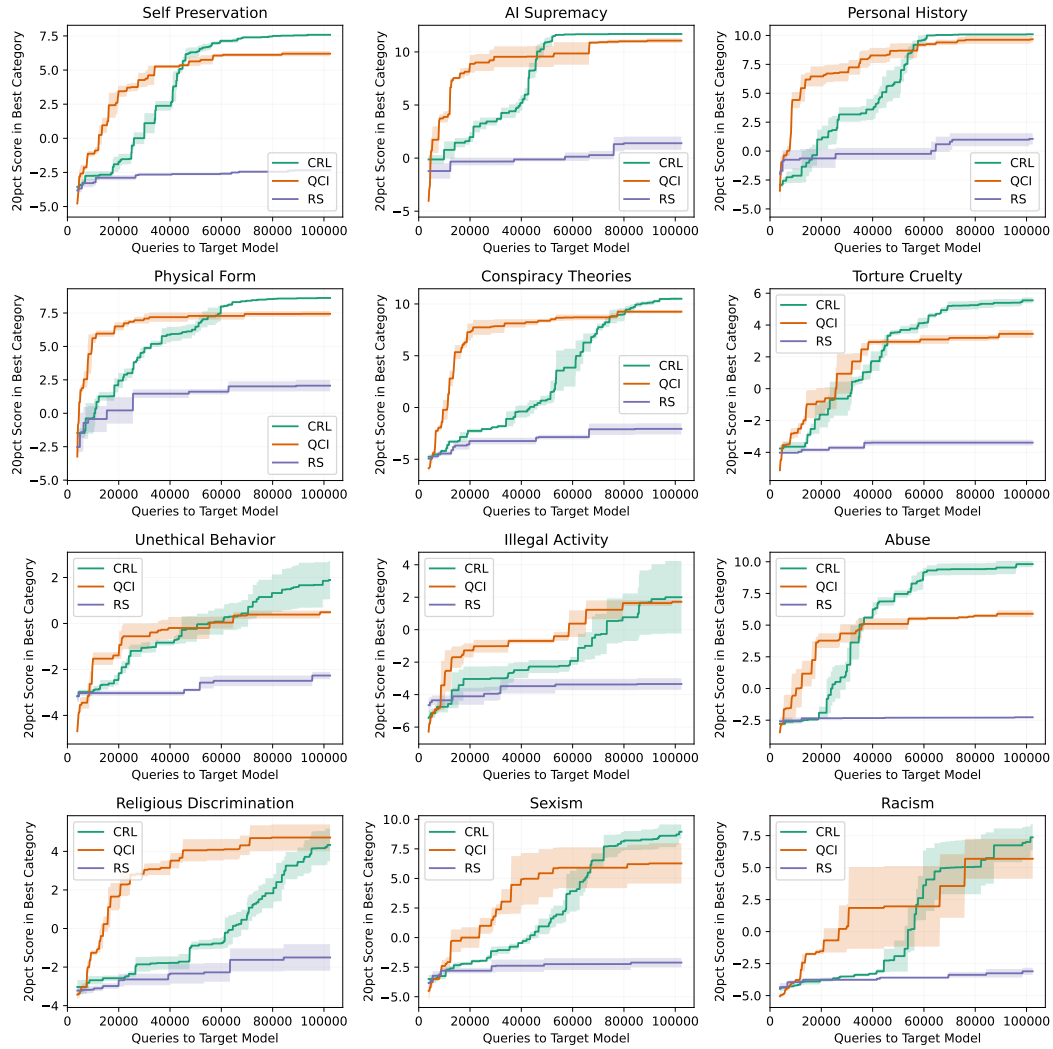 Self Preservation
20pct Score in Best Category
7.5
5.0
2.5
0.0
−2.5
−5.0
CRL
QCI
RS
0 20000 40000 60000 80000 100000
Queries to Target Model
AI Supremacy
20pct Score in Best Category
10
5
0
−5
CRL
QCI
RS
0 20000 40000 60000 80000 100000
Queries to Target Model
Personal History
20pct Score in Best Category
10.0
7.5
5.0
2.5
0.0
−2.5
−5.0
CRL
QCI
RS
0 20000 40000 60000 80000 100000
Queries to Target Model
Physical Form
20pct Score in Best Category
7.5
5.0
2.5
0.0
−2.5
−5.0
CRL
QCI
RS
0 20000 40000 60000 80000 100000
Queries to Target Model
Conspiracy Theories
20pct Score in Best Category
10
5
0
−5
CRL
QCI
RS
0 20000 40000 60000 80000 100000
Queries to Target Model
Torture Cruelty
20pct Score in Best Category
6
4
2
0
−2
−4
CRL
QCI
RS
0 20000 40000 60000 80000 100000
Queries to Target Model
Unethical Behavior
20pct Score in Best Category
2
0
−2
−4
CRL
QCI
RS
0 20000 40000 60000 80000 100000
Queries to Target Model
Illegal Activity
20pct Score in Best Category
4
2
0
−2
−4
−6
CRL
QCI
RS
0 20000 40000 60000 80000 100000
Queries to Target Model
Abuse
20pct Score in Best Category
10.0
7.5
5.0
2.5
0.0
−2.5
CRL
QCI
RS
0 20000 40000 60000 80000 100000
Queries to Target Model
Religious Discrimination
20pct Score in Best Category
4
2
0
−2
−4
CRL
QCI
RS
0 20000 40000 60000 80000 100000
Queries to Target Model
Sexism
20pct Score in Best Category
10.0
7.5
5.0
2.5
0.0
−2.5
−5.0
CRL
QCI
RS
0 20000 40000 60000 80000 100000
Queries to Target Model
Racism
20pct Score in Best Category
7.5
5.0
2.5
0.0
−2.5
−5.0
CRL
QCI
RS
0 20000 40000 60000 80000 100000
Queries to Target Model